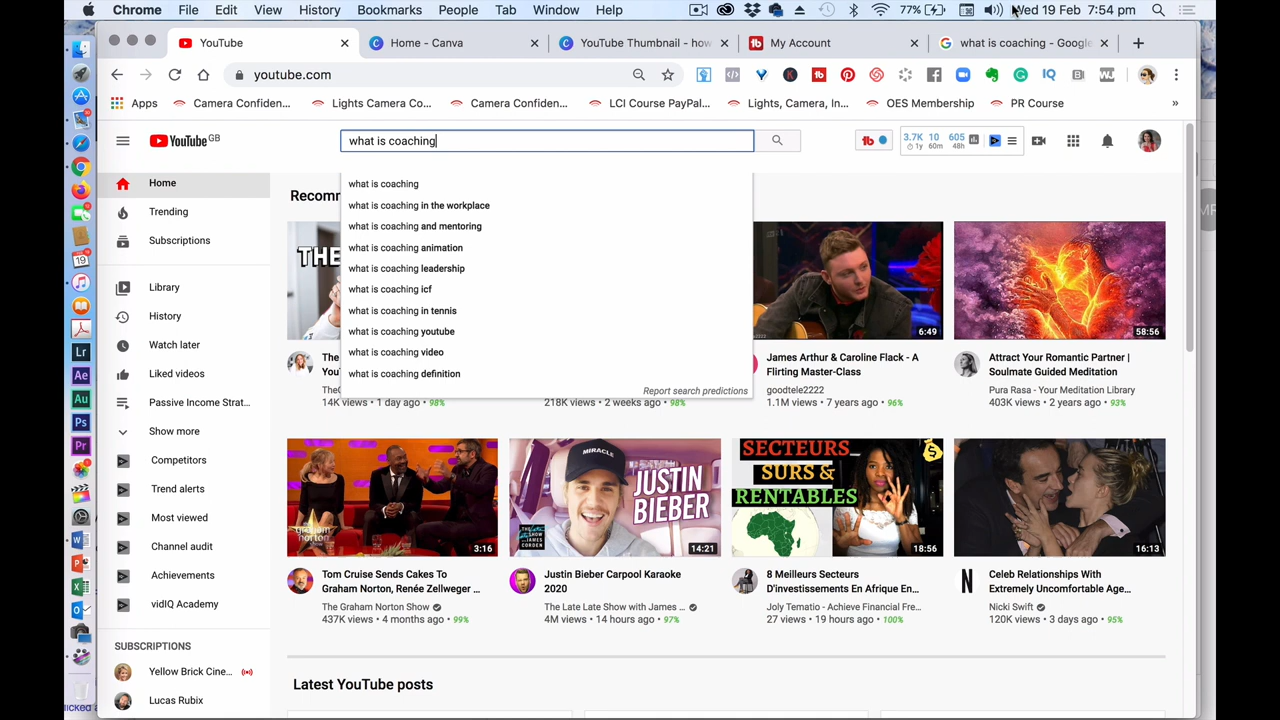 Chrome File Edit View History Bookmarks People Tab Window Help 77% Wed 19 Feb 7:54 pm
YouTube Home - Canva YouTube Thumbnail - how My Account what is coaching - Google
youtube.com
Apps Camera Confiden... Lights Camera Co... Camera Confiden... LCI Course PayPal... Lights, Camera, In... OES Membership PR Course »
YouTube GB what is coaching 3.7K 10 605
1y 60m 48h
Home
Trending
Subscriptions
Library
History
Watch later
Liked videos
Passive Income Strat...
Show more
Competitors
Trend alerts
Most viewed
Channel audit
Achievements
vidIQ Academy
SUBSCRIPTIONS
Yellow Brick Cine...
Lucas Rubix
what is coaching
what is coaching in the workplace
what is coaching and mentoring
what is coaching animation
what is coaching leadership
what is coaching icf
what is coaching in tennis
what is coaching youtube
what is coaching video
what is coaching definition
Report search predictions
Recom
THE
The
You
TheC
14K views • 1 day ago • 98%
218K views • 2 weeks ago • 98%
6:49
James Arthur & Caroline Flack - A
Flirting Master-Class
goodtele2222
1.1M views • 7 years ago • 96%
58:56
Attract Your Romantic Partner |
Soulmate Guided Meditation
Pura Rasa - Your Meditation Library
403K views • 2 years ago • 93%
graham
norton
3:16
Tom Cruise Sends Cakes To
Graham Norton, Renée Zellweger ...
The Graham Norton Show
437K views • 4 months ago • 99%
MIRACLE
JUSTIN
BIEBER
14:21
Justin Bieber Carpool Karaoke
2020
The Late Late Show with James ...
4M views • 14 hours ago • 97%
SECTEURS
SURS &
RENTABLES
18:56
8 Meilleurs Secteurs
D'investissements En Afrique En...
Joly Tematio - Achieve Financial Fre...
27 views • 19 hours ago • 100%
16:13
Celeb Relationships With
Extremely Uncomfortable Age...
Nicki Swift
120K views • 3 days ago • 95%
Latest YouTube posts
Lr
Ae
Au
Ps
Pr